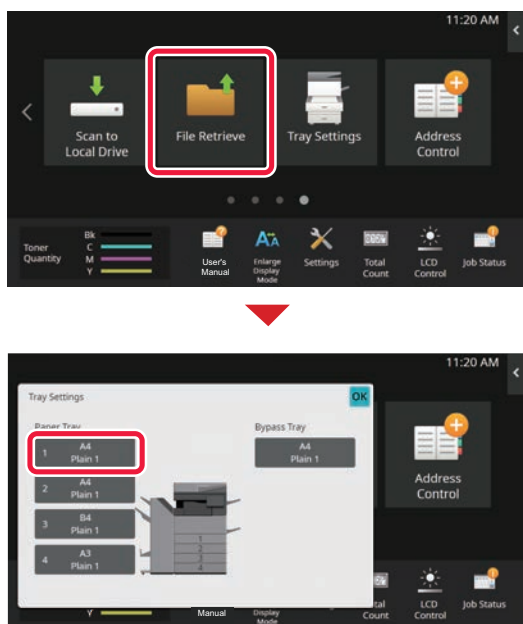 11:20 AM
Scan to
Local Drive
File Retrieve
Tray Settings
Address
Control
Toner
Quantity
Bk
C
M
Y
User's
Manual
Enlarge
Display
Mode
Settings
Total
Count
LCD
Control
Job Status
11:20 AM
Tray Settings
OK
Paper Tray
Bypass Tray
1 A4
Plain 1
A4
Plain 1
2 A4
Plain 1
3 B4
Plain 1
4 A3
Plain 1
1
2
3
4
Address
Control
Y
Manual
Display
Mode
tal
Count
LCD
Control
Job Status